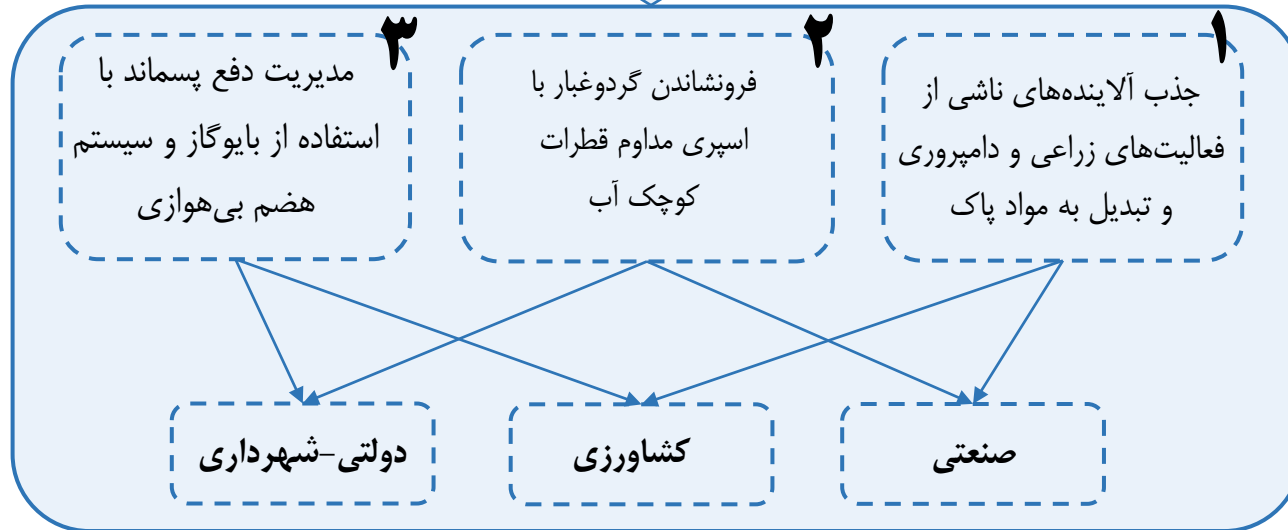 ۱
جذب آلاینده‌های ناشی از
فعالیت‌های زراعی و دامپروری
و تبدیل به مواد پاک
۲
فرونشاندن گردوغبار با
اسپری مداوم قطرات
کوچک آب
۳
مدیریت دفع پسماند با
استفاده از بایوگاز و سیستم
هضم بی‌هوازی
صنعتی
کشاورزی
دولتی-شهرداری